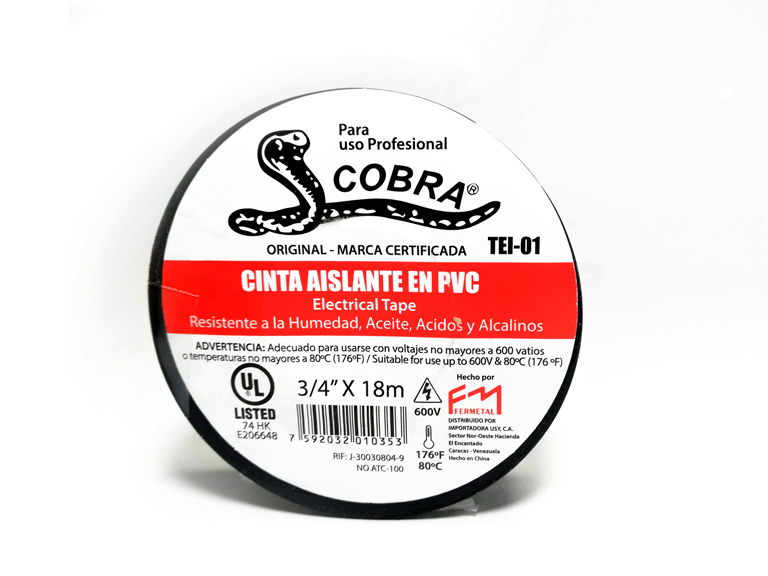 Para
uso Profesional
COBRA®
ORIGINAL - MARCA CERTIFICADA
TEI-01
CINTA AISLANTE EN PVC
Electrical Tape
Resistente a la Humedad, Aceite, Acidos y Alcalinos
ADVERTENCIA: Adecuado para usarse con voltajes no mayores a 600 vatios
o temperaturas no mayores a 80ºC (176ºF) / Suitable for use up to 600V & 80ºC (176 ºF)
UL
LISTED
74 HK
E206648
3/4” X 18m
7 592032 010353
RIF: J-30030804-9
NO ATC-100
600V
176ºF
80ºC
Hecho por
FM
FERMETAL
DISTRIBUIDO POR
IMPORTADORA USY, C.A.
Sector Nor-Oeste Hacienda
El Encantado
Caracas - Venezuela
Hecho en China